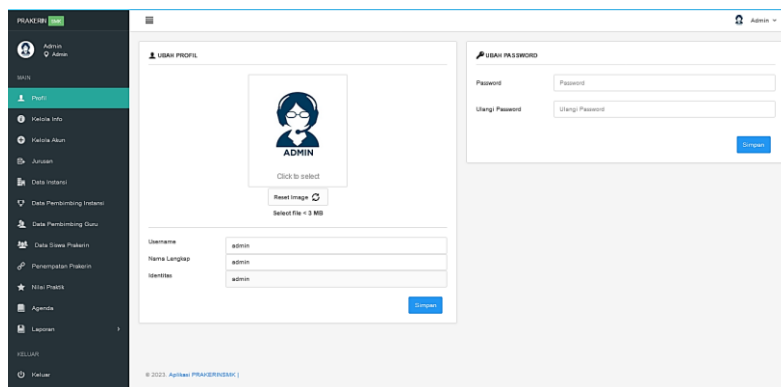 PRAKERIN SMK
Admin
Admin
Admin
MAIN
Profil
Kelola Info
Kelola Akun
Jurusan
Data Instansi
Data Pembimbing Instansi
Data Pembimbing Guru
Data Siswa Prakerin
Penempatan Prakerin
Nilai Praktik
Agenda
Laporan
KELUAR
Keluar
UBAH PROFIL
ADMIN
Click to select
Reset Image
Select file < 3 MB
Username admin
Nama Langkap admin
Identitas admin
Simpan
UBAH PASSWORD
Password Password
Ulangi Password Ulangi Password
Simpan
© 2023. Aplikasi PRAKERINSMK |